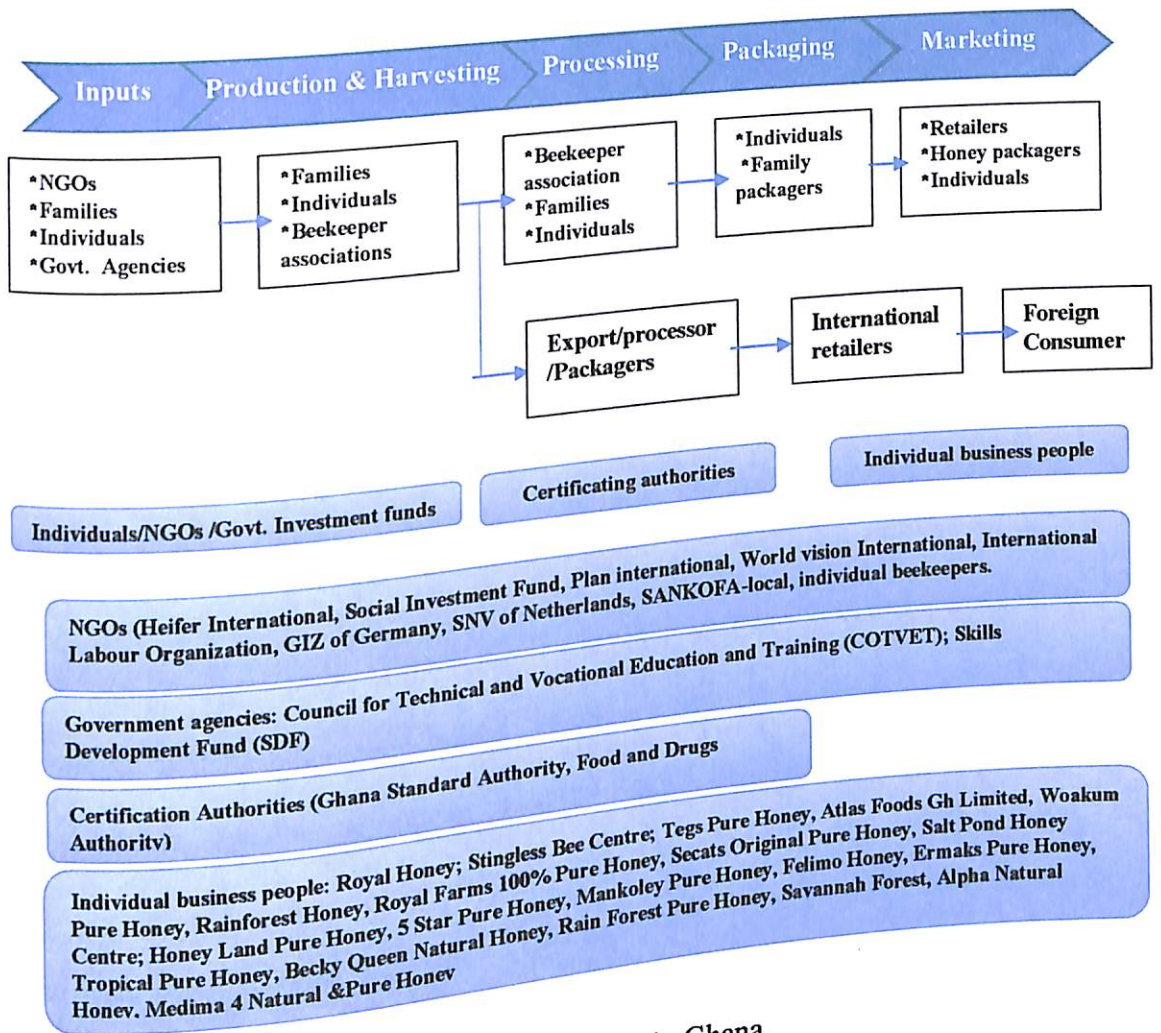 Inputs
Production & Harvesting
Processing
Packaging
Marketing
*NGOs
*Families
*Individuals
*Govt. Agencies
*Families
*Individuals
*Beekeeper
associations
*Beekeeper
association
*Families
*Individuals
*Individuals
*Family
packagers
*Retailers
*Honey packagers
*Individuals
Export/processor
/Packagers
International
retailers
Foreign
Consumer
Individuals/NGOs /Govt. Investment funds
Certificating authorities
Individual business people
NGOs (Heifer International, Social Investment Fund, Plan international, World vision International, International
Labour Organization, GIZ of Germany, SNV of Netherlands, SANKOFA-local, individual beekeepers.
Government agencies: Council for Technical and Vocational Education and Training (COTVET); Skills
Development Fund (SDF)
Certification Authorities (Ghana Standard Authority, Food and Drugs
Authority)
Individual business people: Royal Honey; Stingless Bee Centre; Tegs Pure Honey, Atlas Foods Gh Limited, Woakum
Pure Honey, Rainforest Honey, Royal Farms 100% Pure Honey, Secats Original Pure Honey, Salt Pond Honey
Centre; Honey Land Pure Honey, 5 Star Pure Honey, Mankoley Pure Honey, Felimo Honey, Ermaks Pure Honey,
Tropical Pure Honey, Becky Queen Natural Honey, Rain Forest Pure Honey, Savannah Forest, Alpha Natural
Honey. Medima 4 Natural &Pure Honey
Ghana